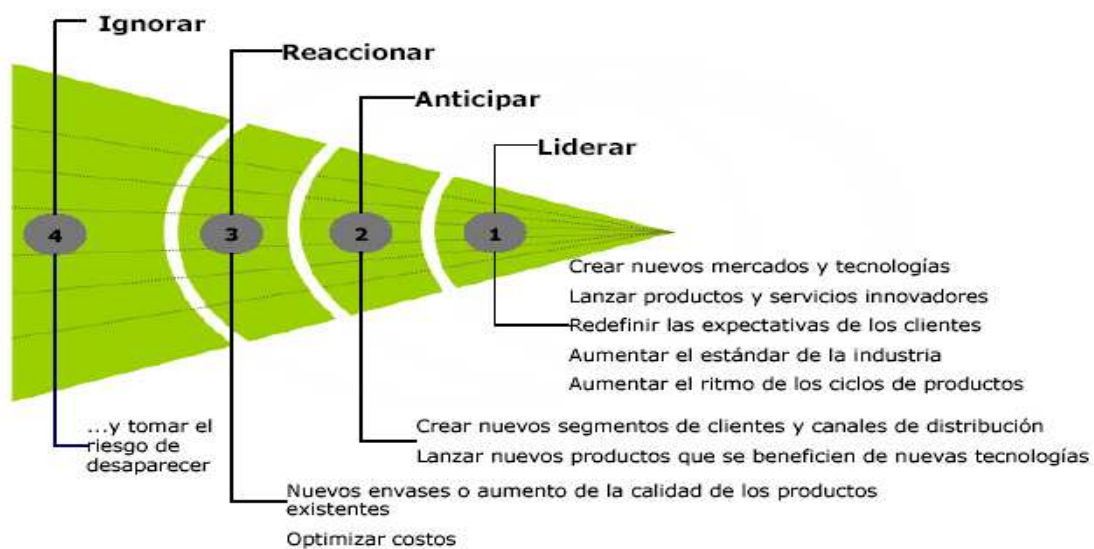 Ignorar
Reaccionar
Anticipar
Liderar
4
3
2
1
Crear nuevos mercados y tecnologías
Lanzar productos y servicios innovadores
Redefinir las expectativas de los clientes
Aumentar el estándar de la industria
Aumentar el ritmo de los ciclos de productos
...y tomar el
riesgo de
desaparecer
Crear nuevos segmentos de clientes y canales de distribución
Lanzar nuevos productos que se beneficien de nuevas tecnologías
Nuevos envases o aumento de la calidad de los productos
existentes
Optimizar costos